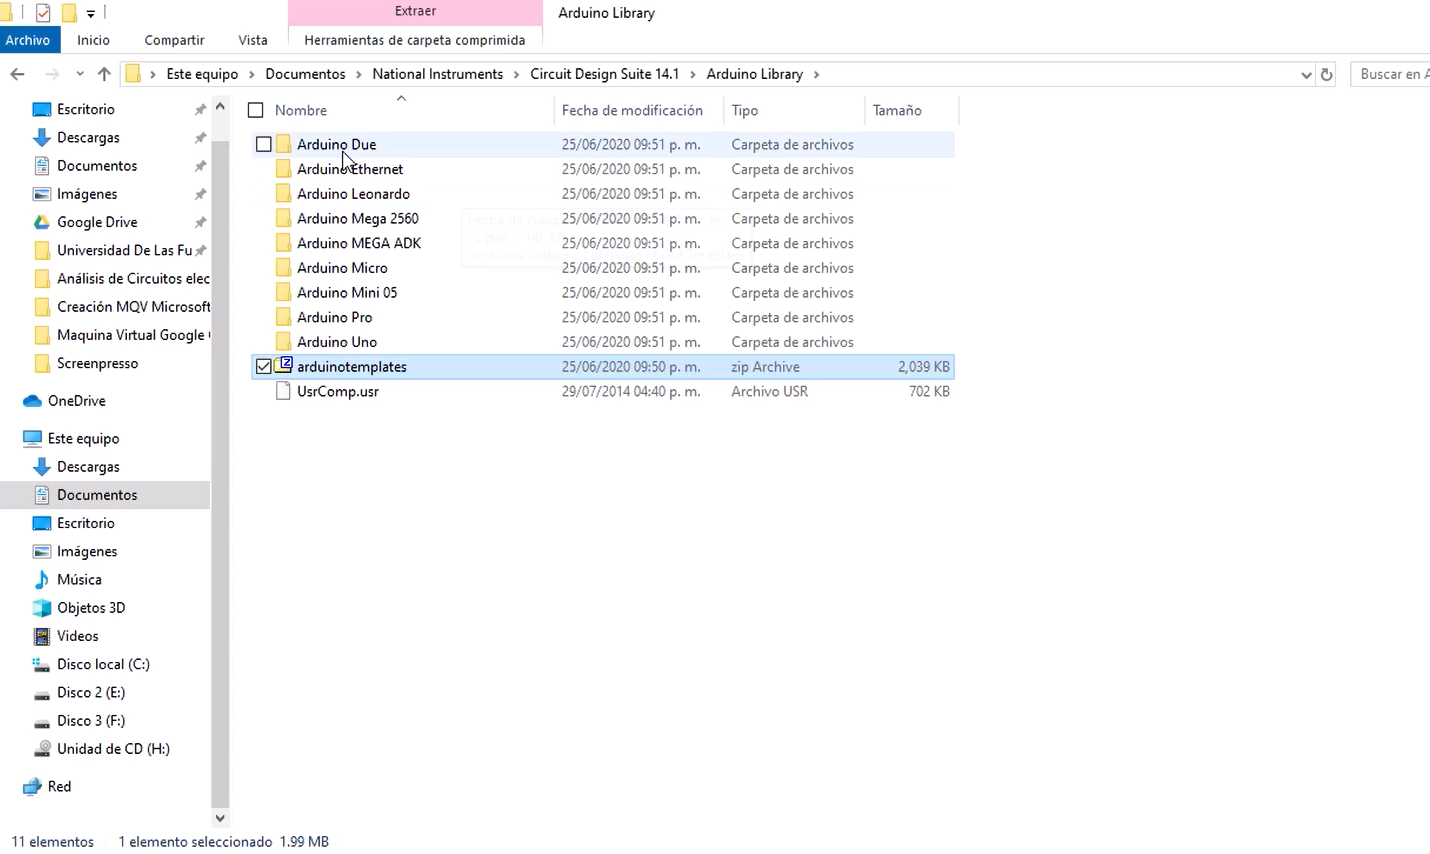 Extraer
Arduino Library
Archivo
Inicio
Compartir
Vista
Herramientas de carpeta comprimida
Este equipo
Documentos
National Instruments
Circuit Design Suite 14.1
Arduino Library
Buscar en A
Escritorio
Descargas
Documentos
Imágenes
Google Drive
Universidad De Las Fu
Análisis de Circuitos elec
Creación MQV Microsoft
Maquina Virtual Google
Screenpresso
OneDrive
Este equipo
Descargas
Documentos
Escritorio
Imágenes
Música
Objetos 3D
Videos
Disco local (C:)
Disco 2 (E:)
Disco 3 (F:)
Unidad de CD (H:)
Red
Nombre Fecha de modificación Tipo Tamaño
Arduino Due 25/06/2020 09:51 p. m. Carpeta de archivos
Arduino Ethernet 25/06/2020 09:51 p. m. Carpeta de archivos
Arduino Leonardo 25/06/2020 09:51 p. m. Carpeta de archivos
Arduino Mega 2560 25/06/2020 09:51 p. m. Carpeta de archivos
Arduino MEGA ADK 25/06/2020 09:51 p. m. Carpeta de archivos
Arduino Micro 25/06/2020 09:51 p. m. Carpeta de archivos
Arduino Mini 05 25/06/2020 09:51 p. m. Carpeta de archivos
Arduino Pro 25/06/2020 09:51 p. m. Carpeta de archivos
Arduino Uno 25/06/2020 09:51 p. m. Carpeta de archivos
arduinotemplates 25/06/2020 09:50 p. m. zip Archive 2,039 KB
UsrComp.usr 29/07/2014 04:40 p. m. Archivo USR 702 KB
11 elementos 1 elemento seleccionado 1.99 MB